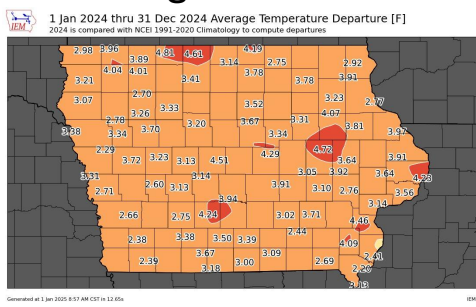 IEM
1 Jan 2024 thru 31 Dec 2024 Average Temperature Departure [F]
2024 is compared with NCEI 1991-2020 Climatology to compute departures
2.98 3.96 4.81 4.61 4.19
3.89 3.14 2.75 2.92
4.04 4.01 3.78
3.21 3.41 3.78 3.91
3.07 2.70 3.52 3.23 2.77
3.26 3.33 4.07
2.78 3.20 3.67 3.31 3.81
3.38 3.34 3.70 3.34 3.97
2.29 4.72
3.72 3.23 3.13 4.51 4.29 3.64 3.91
3.31 3.14 3.05 3.92 3.64
2.71 2.60 3.13 3.91 3.10 2.76 3.56
3.94 3.14
2.66 2.75 4.24 3.02 3.71 4.46
2.44
2.38 3.38 3.50 3.39 4.09
3.67 3.09 2.41
2.39 3.18 3.00 2.69
Generated at 1 Jan 2025 8:57 AM CST in 12.65s